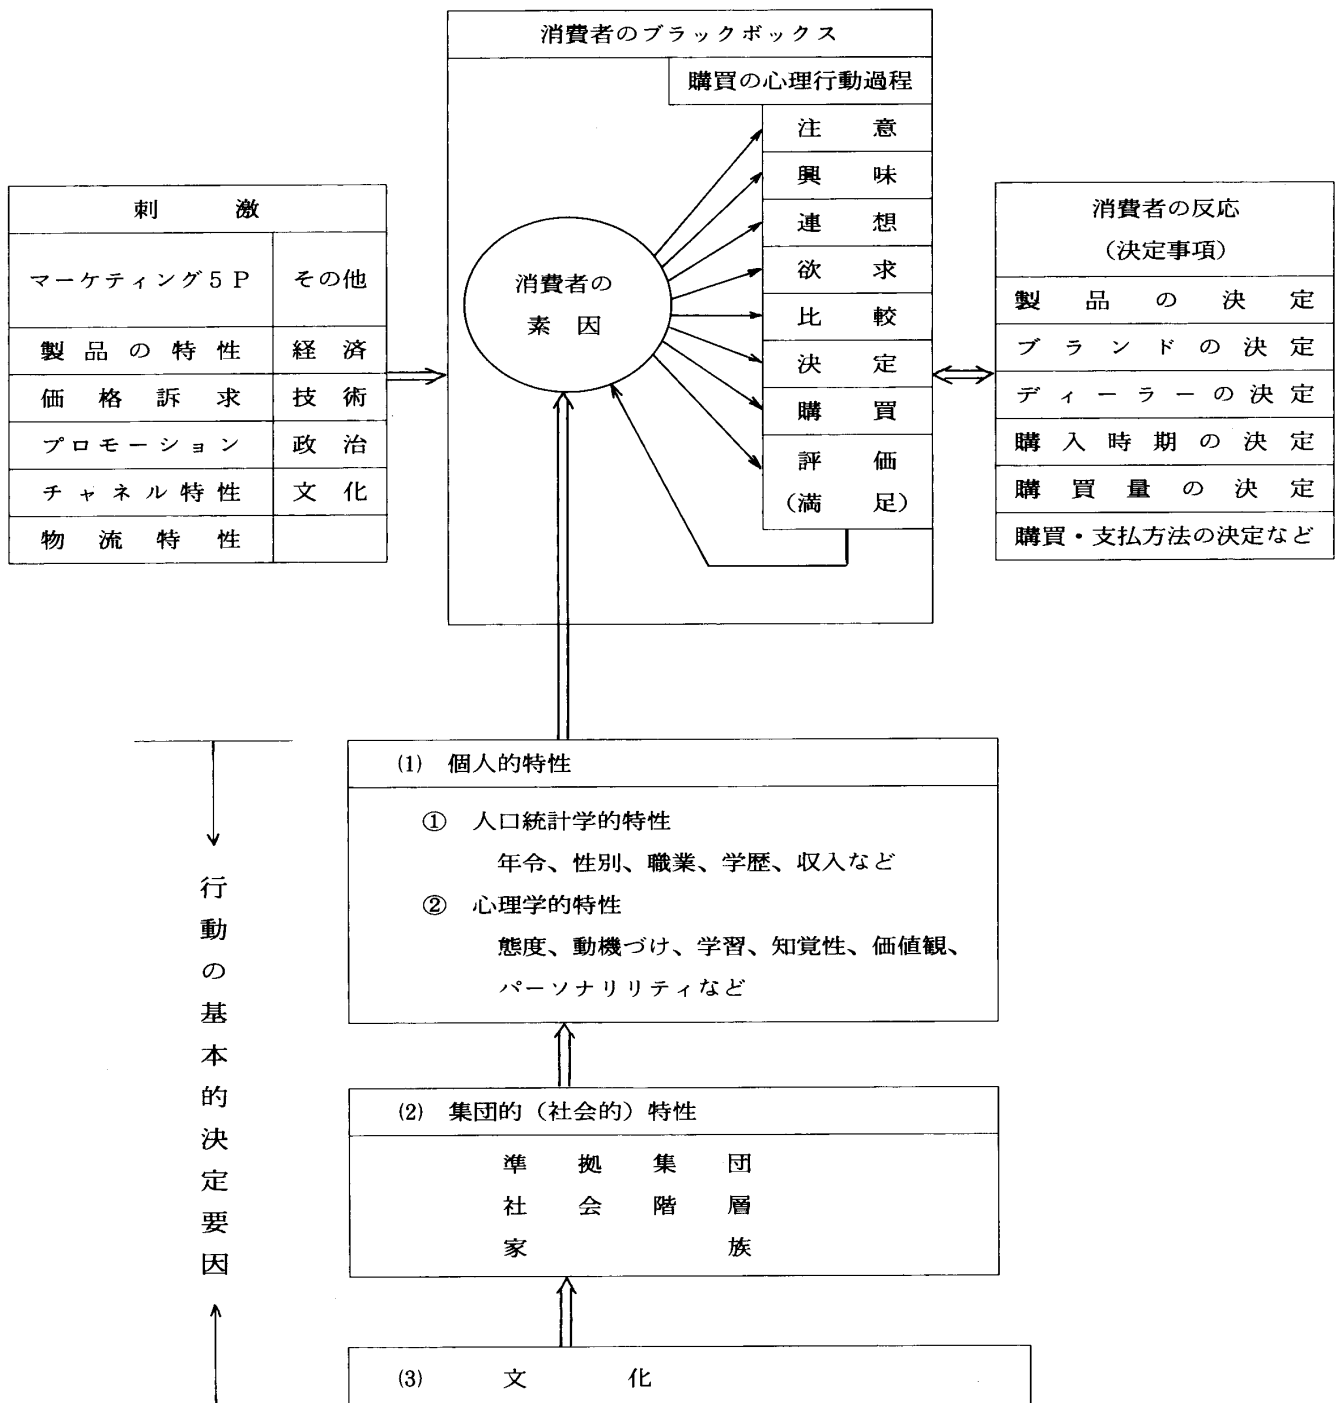 消費者のブラックボックス
購買の心理行動過程
注意
興味
連想
欲求
比較
決定
購買
評価
(満足)
消費者の
素因
刺激
マーケティング5P その他
製品の特性 経済
価格訴求 技術
プロモーション 政治
チャネル特性 文化
物流特性
消費者の反応
(決定事項)
製品の決定
ブランドの決定
ディーラーの決定
購入時期の決定
購買量の決定
購買・支払方法の決定など
行動の基本的決定要因
(1) 個人的特性
① 人口統計学的特性
年令、性別、職業、学歴、収入など
② 心理学的特性
態度、動機づけ、学習、知覚性、価値観、
パーソナリリティなど
(2) 集団的(社会的)特性
準拠集団
社会階層
家族
(3) 文化